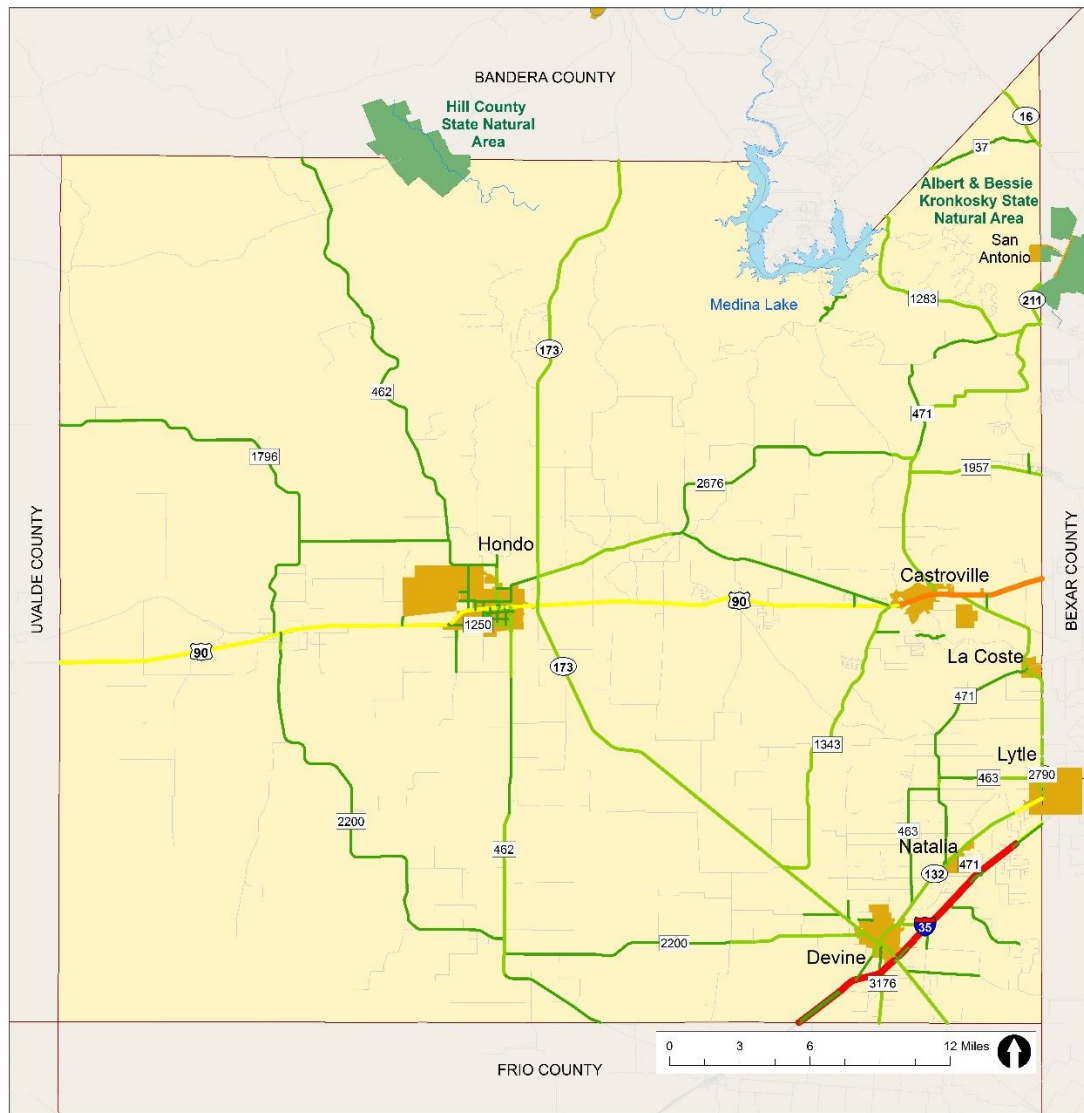 BANDERA COUNTY
Hill County
State Natural
Area
16
37
Albert & Bessie
Kronkosky State
Natural Area
San
Antonio
Medina Lake
1283
211
173
462
471
1796
1957
2676
UVALDE COUNTY
BEXAR COUNTY
Hondo
Castroville
90
1250
90
La Coste
173
471
1343
Lytle
463
2790
2200
463
462
Natalia
471
132
35
2200
Devine
3176
0 3 6 12 Miles
FRIO COUNTY